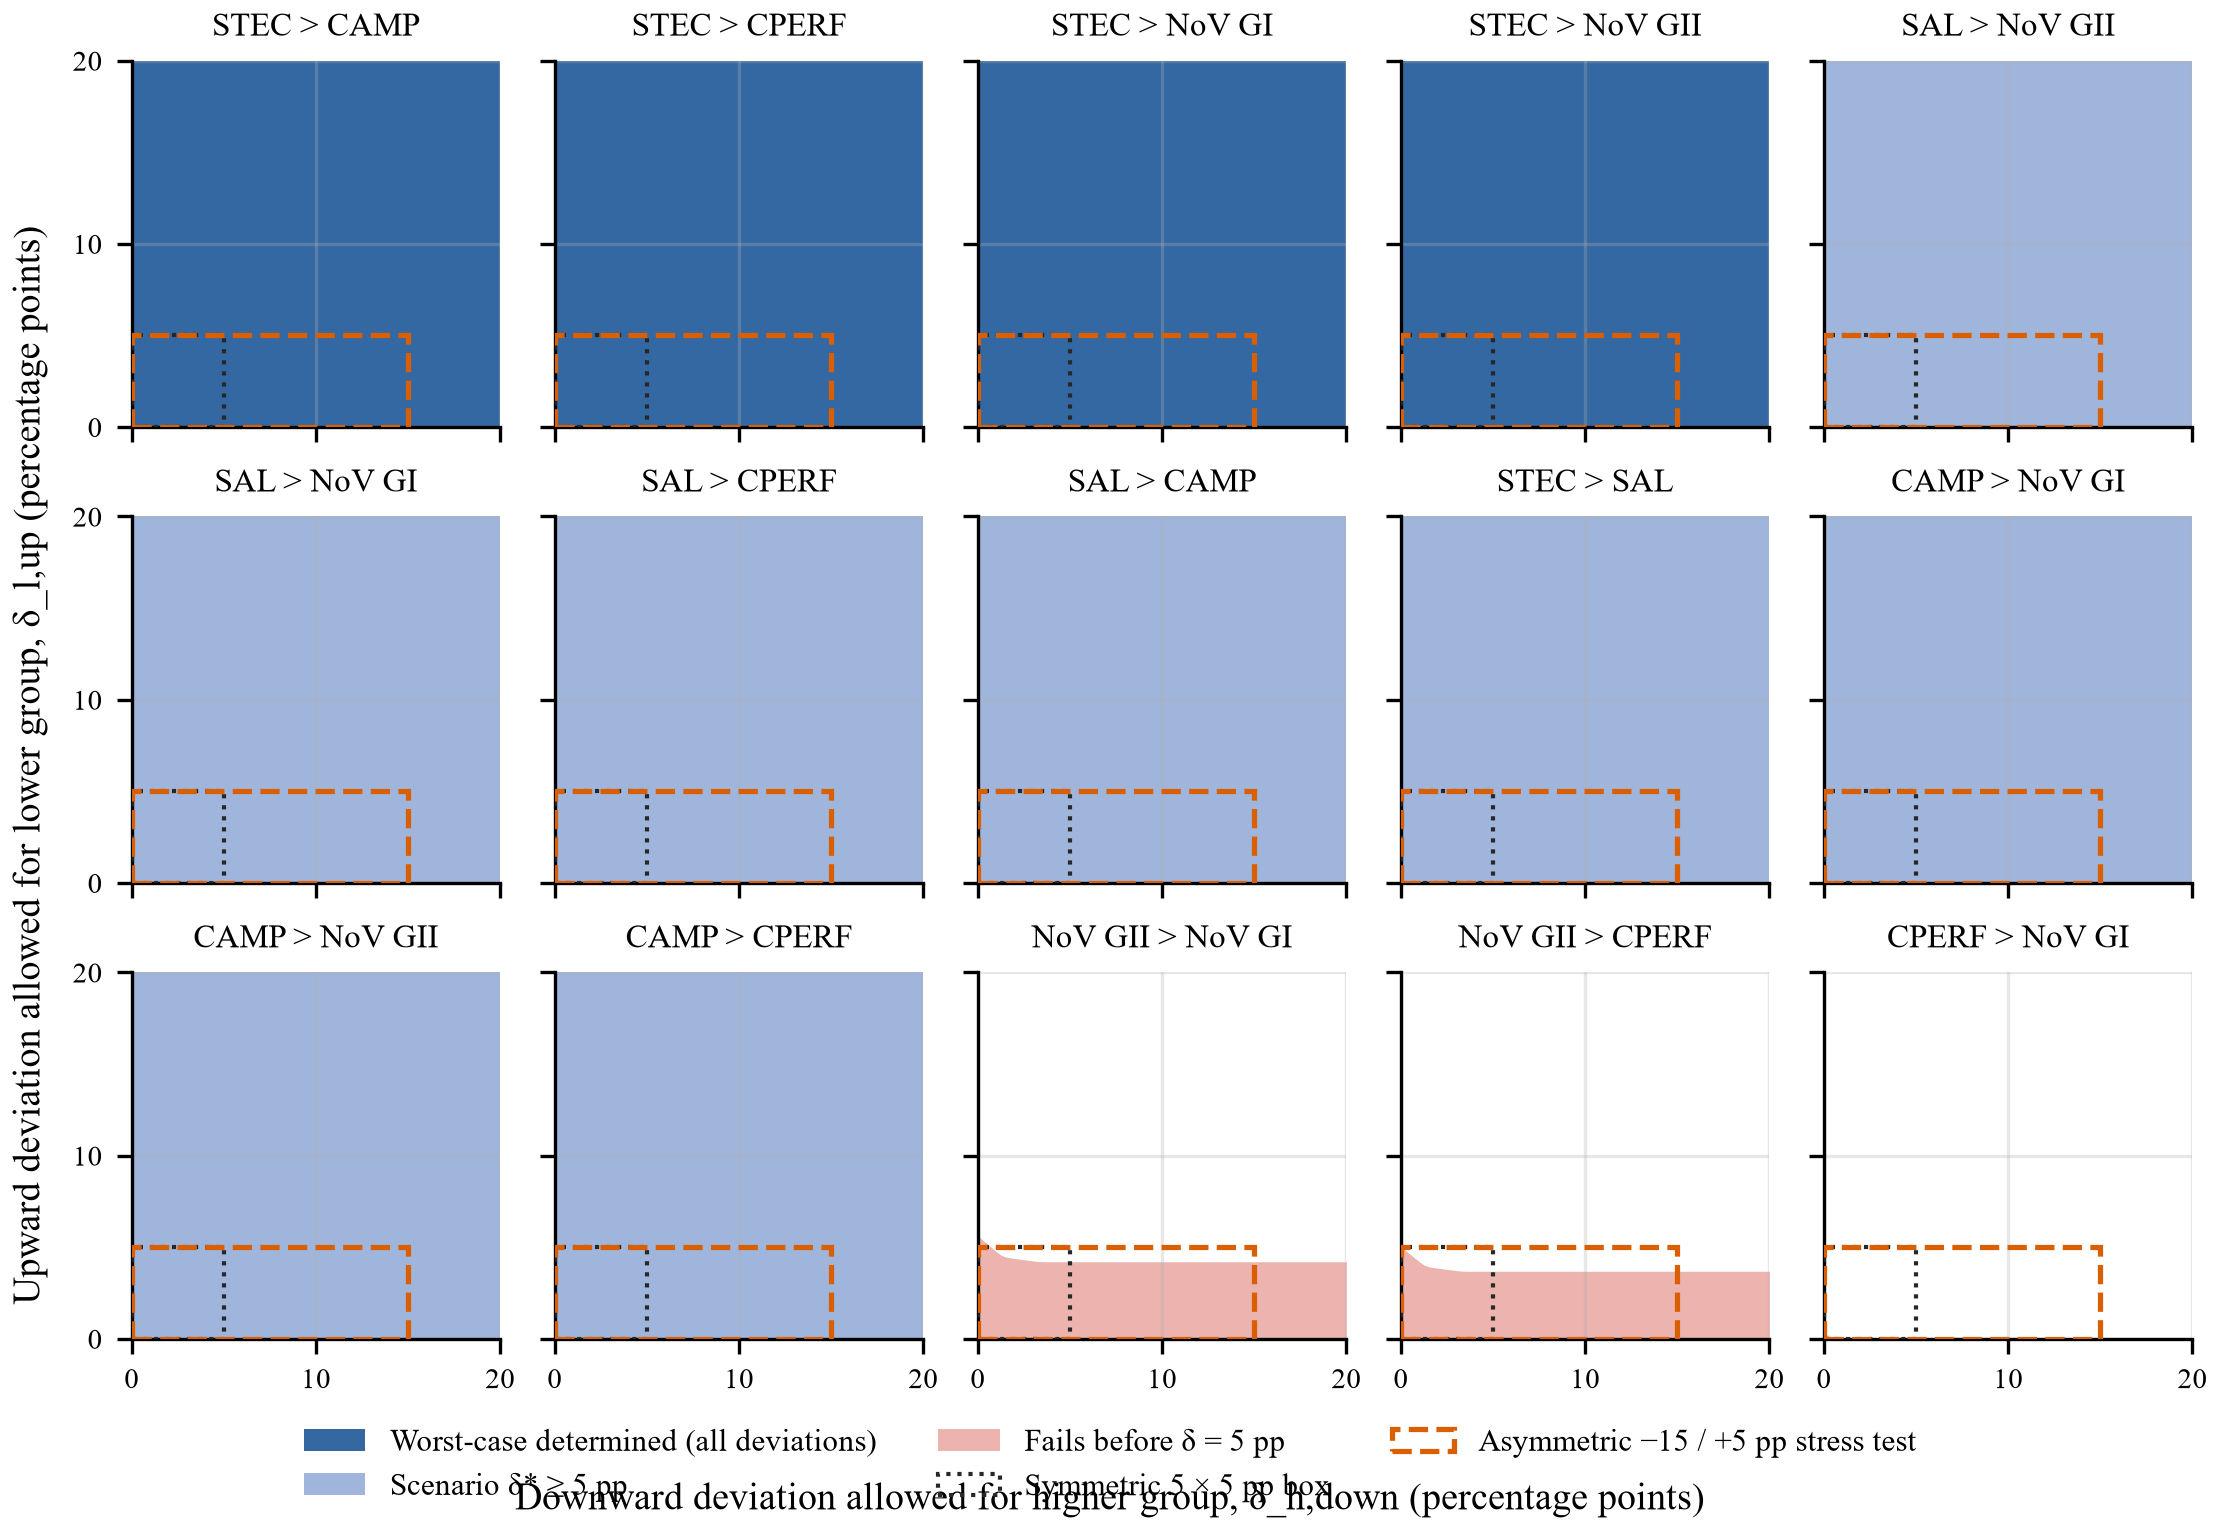 STEC > CAMP
STEC > CPERF
STEC > NoV GI
STEC > NoV GII
SAL > NoV GII
20
10
0
0 10 20
0 10 20
SAL > NoV GI
SAL > CPERF
SAL > CAMP
STEC > SAL
CAMP > NoV GI
20
10
0
CAMP > NoV GII
CAMP > CPERF
NoV GII > NoV GI
NoV GII > CPERF
CPERF > NoV GI
20
10
0
0 10 20
0 10 20
0 10 20
Upward deviation allowed for lower group, δ_l,up (percentage points)
Worst-case determined (all deviations)
Fails before δ = 5 pp
Asymmetric −15 / +5 pp stress test
Scenario δ* ≥ 5 pp
Symmetric 5 × 5 pp box
Downward deviation allowed for higher group, δ_h,down (percentage points)